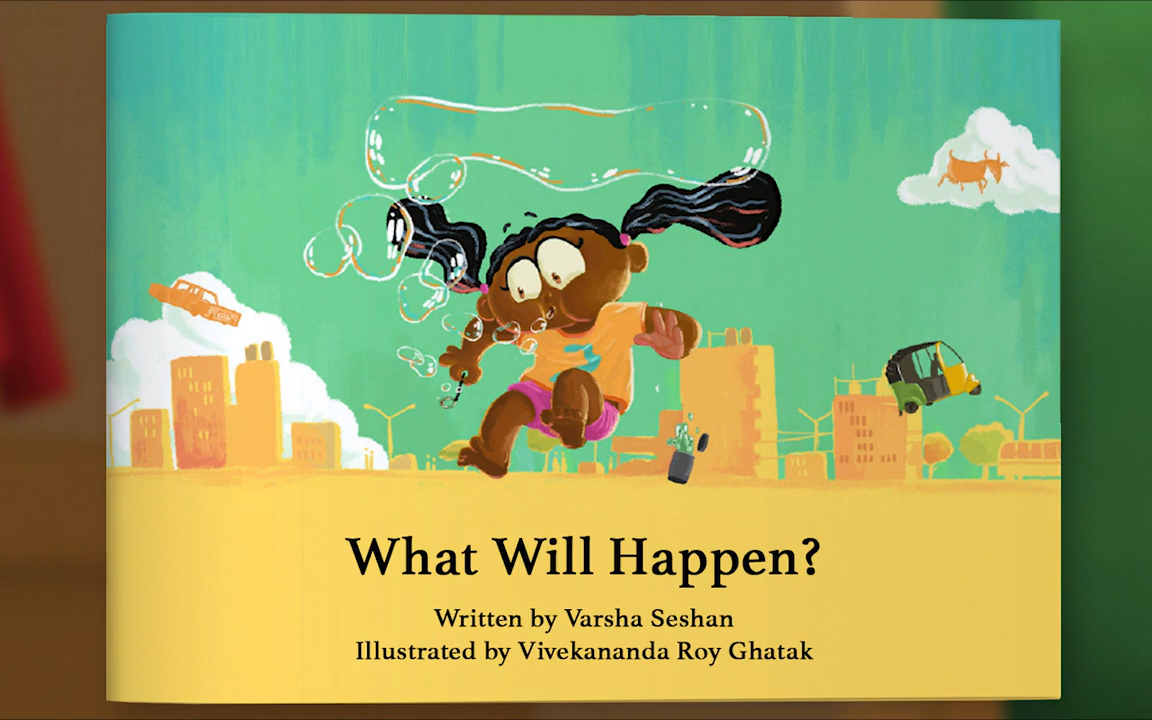 What Will Happen?
Written by Varsha Seshan
Illustrated by Vivekananda Roy Ghatak